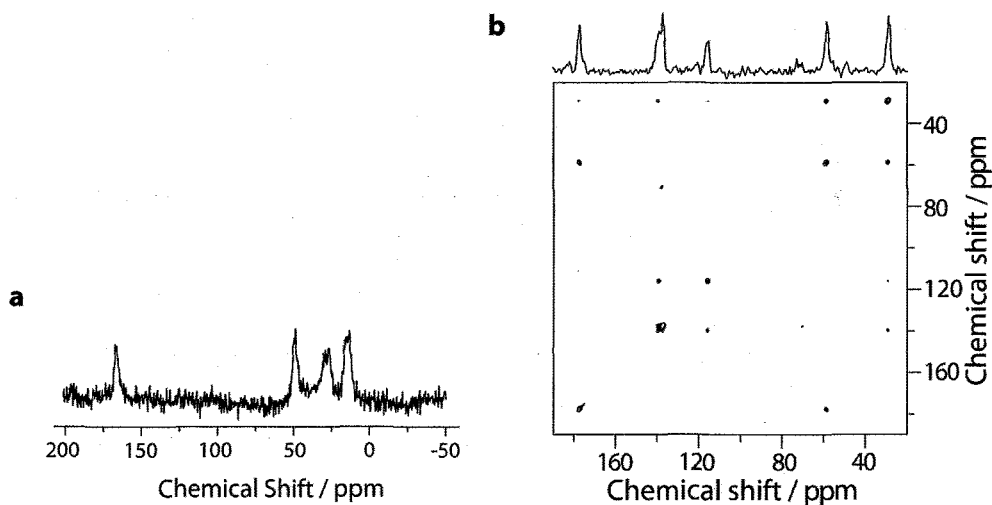 b
40
80
120
160
Chemical shift / ppm
160 120 80 40
Chemical shift / ppm
a
200 150 100 50 0 -50
Chemical Shift / ppm